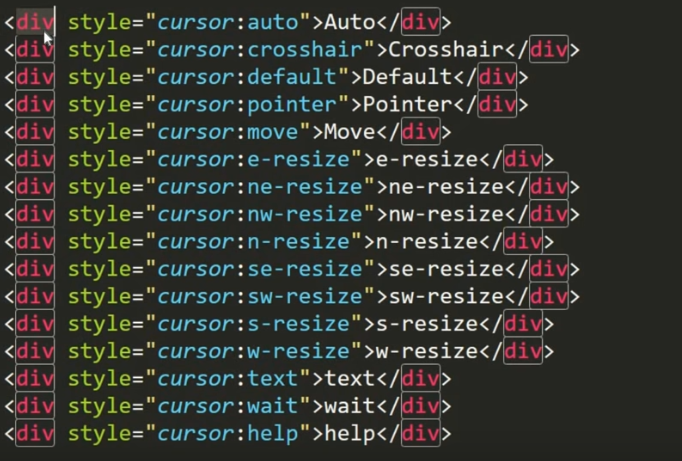 <div style="cursor:auto">Auto</div>
<div style="cursor:crosshair">Crosshair</div>
<div style="cursor:default">Default</div>
<div style="cursor:pointer">Pointer</div>
<div style="cursor:move">Move</div>
<div style="cursor:e-resize">e-resize</div>
<div style="cursor:ne-resize">ne-resize</div>
<div style="cursor:nw-resize">nw-resize</div>
<div style="cursor:n-resize">n-resize</div>
<div style="cursor:se-resize">se-resize</div>
<div style="cursor:sw-resize">sw-resize</div>
<div style="cursor:s-resize">s-resize</div>
<div style="cursor:w-resize">w-resize</div>
<div style="cursor:text">text</div>
<div style="cursor:wait">wait</div>
<div style="cursor:help">help</div>